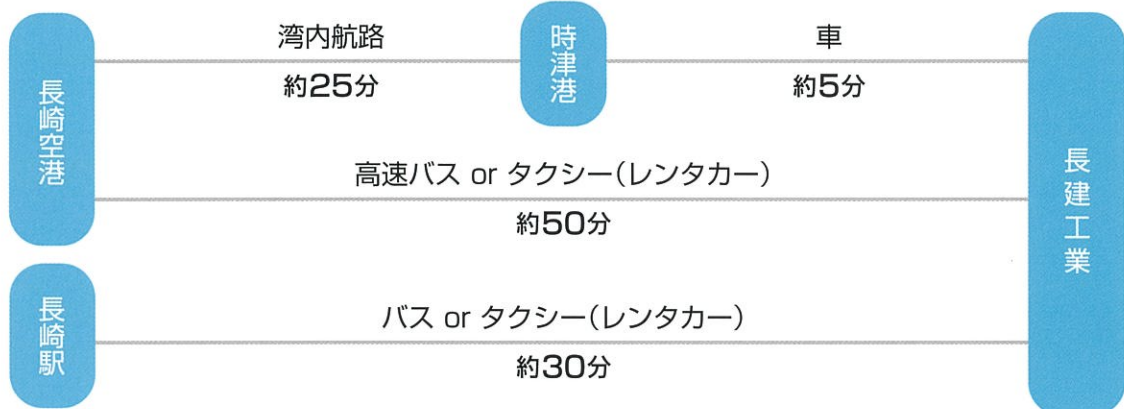 長崎空港
湾内航路
約25分
時津港
車
約5分
高速バス or タクシー（レンタカー）
約50分
長崎駅
バス or タクシー（レンタカー）
約30分
長建工業